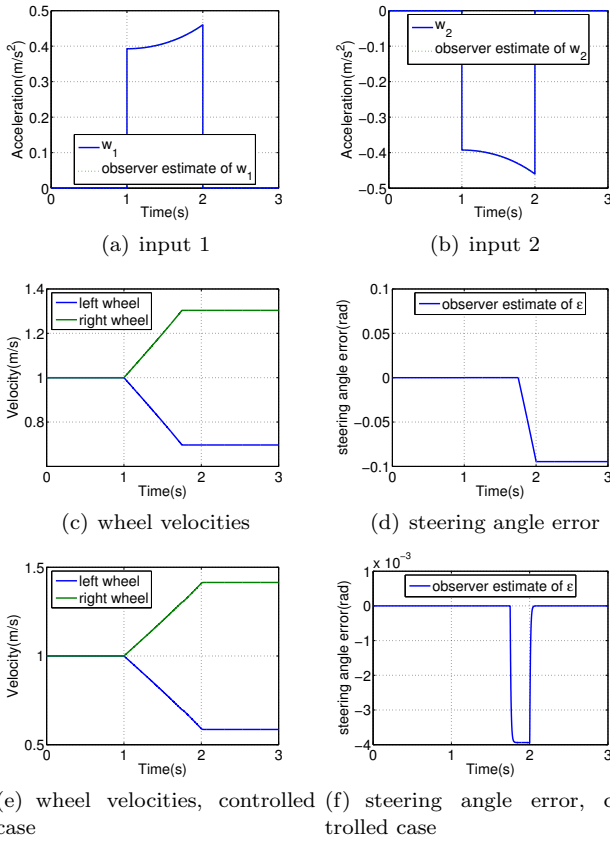 0.5
0.4
0.3
0.2
0.1
0
0 1 2 3
Acceleration(m/s²)
Time(s)
w₁
observer estimate of w₁
(a) input 1
0
−0.1
−0.2
−0.3
−0.4
−0.5
0 1 2 3
Acceleration(m/s²)
Time(s)
w₂
observer estimate of w₂
(b) input 2
1.4
1.2
1
0.8
0 1 2 3
Velocity(m/s)
Time(s)
left wheel
right wheel
(c) wheel velocities
0.1
0.05
0
−0.05
−0.1
0 1 2 3
steering angle error(rad)
Time(s)
observer estimate of ε
(d) steering angle error
1.5
1
0.5
0 1 2 3
Velocity(m/s)
Time(s)
left wheel
right wheel
(e) wheel velocities, controlled
case
x 10⁻³
1
0
−1
−2
−3
−4
0 1 2 3
steering angle error(rad)
Time(s)
observer estimate of ε
(f) steering angle error, c
trolled case